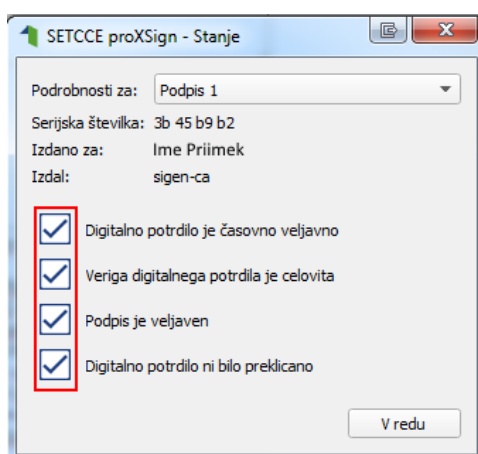 SETCCE proXSign - Stanje
Podrobnosti za: Podpis 1
Serijska številka: 3b 45 b9 b2
Izdano za: Ime Priimek
Izdal: sigen-ca
Digitalno potrdilo je časovno veljavno
Veriga digitalnega potrdila je celovita
Podpis je veljaven
Digitalno potrdilo ni bilo preklicano
V redu